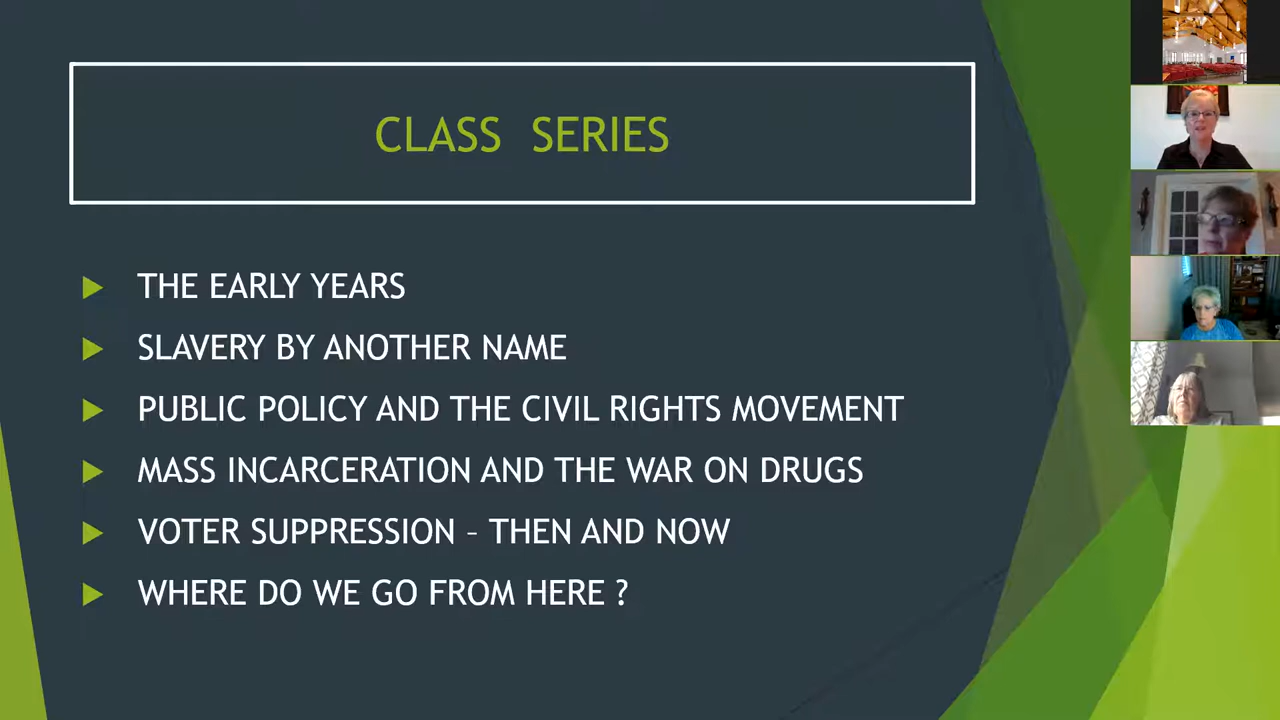 CLASS SERIES
THE EARLY YEARS
SLAVERY BY ANOTHER NAME
PUBLIC POLICY AND THE CIVIL RIGHTS MOVEMENT
MASS INCARCERATION AND THE WAR ON DRUGS
VOTER SUPPRESSION – THEN AND NOW
WHERE DO WE GO FROM HERE ?